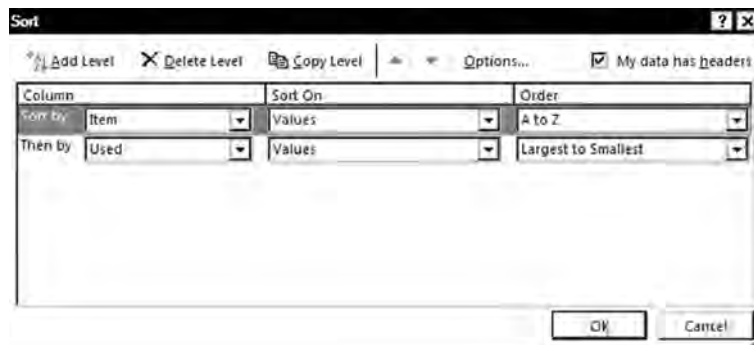 Sort
Add Level Delete Level Copy Level Options... My data has headers
Column Sort On Order
Sort by Item Values A to Z
Then by Used Values Largest to Smallest
OK Cancel